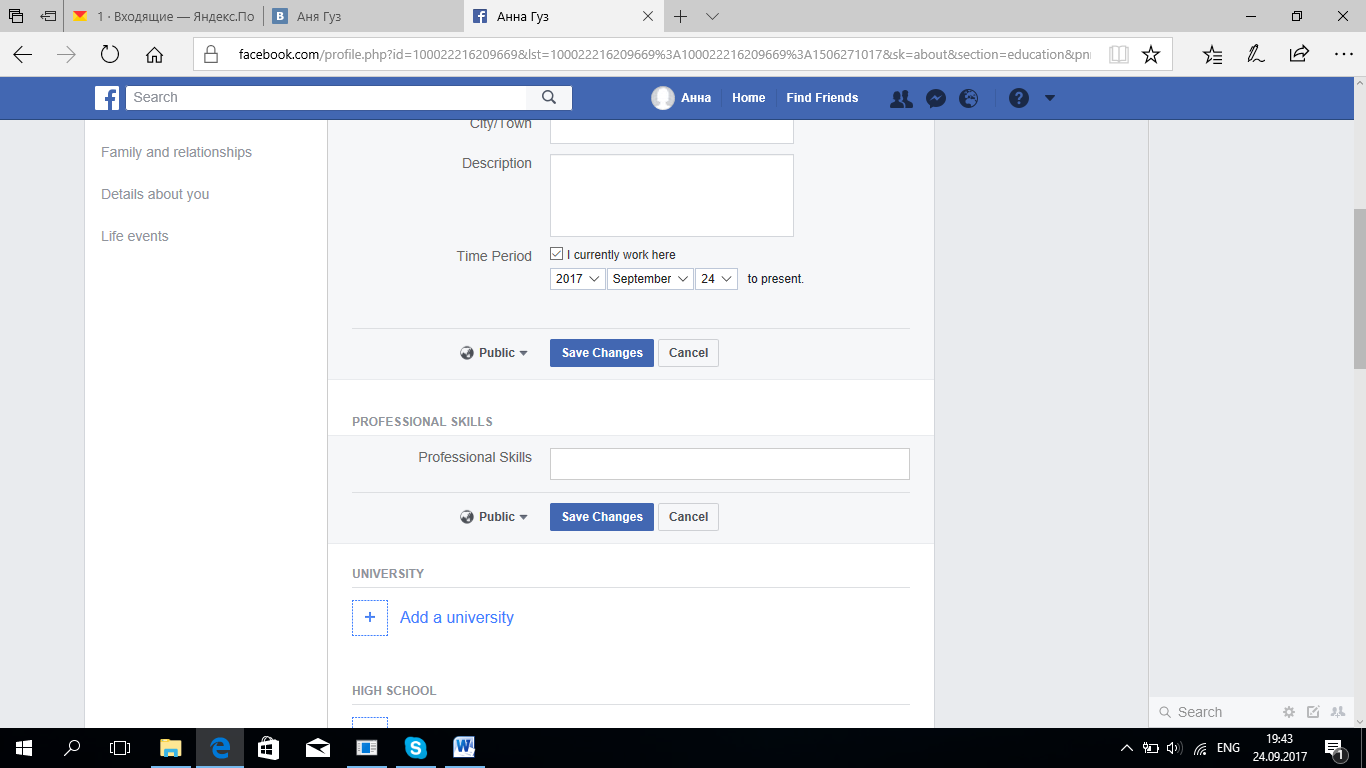 1 · Входящие — Яндекс.По
В Аня Гуз
Анна Гуз
facebook.com/profile.php?id=100022216209669&lst=100022216209669%3A100022216209669%3A1506271017&sk=about&section=education&pn
f Search
Анна Home Find Friends
Family and relationships
Details about you
Life events
City/Town
Description
Time Period
I currently work here
2017 September 24 to present.
Public Save Changes Cancel
PROFESSIONAL SKILLS
Professional Skills
Public Save Changes Cancel
UNIVERSITY
+ Add a university
HIGH SCHOOL
Search
ENG
19:43
24.09.2017
1